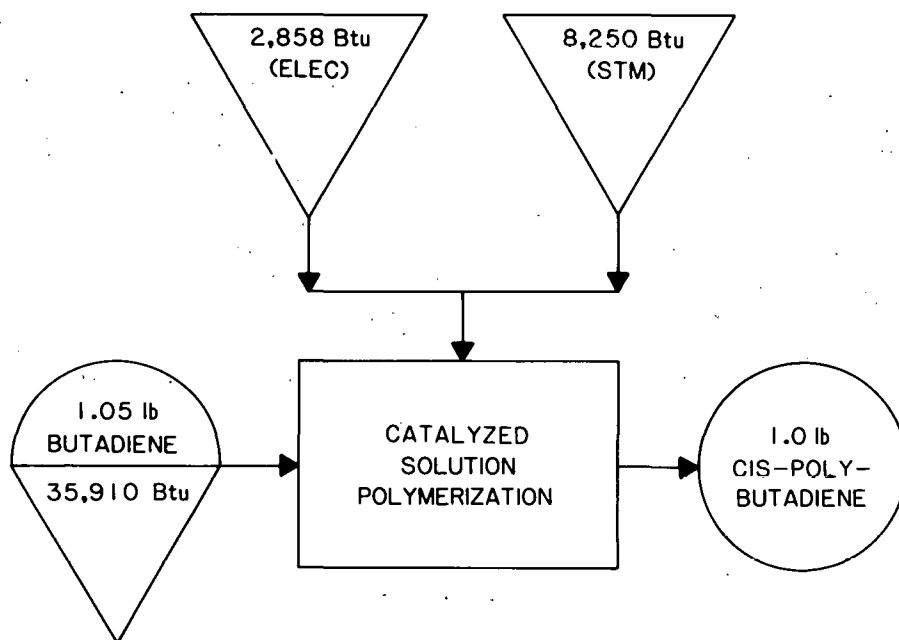 2,858 Btu
(ELEC)
8,250 Btu
(STM)
1.05 lb
BUTADIENE
35,910 Btu
CATALYZED
SOLUTION
POLYMERIZATION
1.0 lb
CIS-POLY-
BUTADIENE